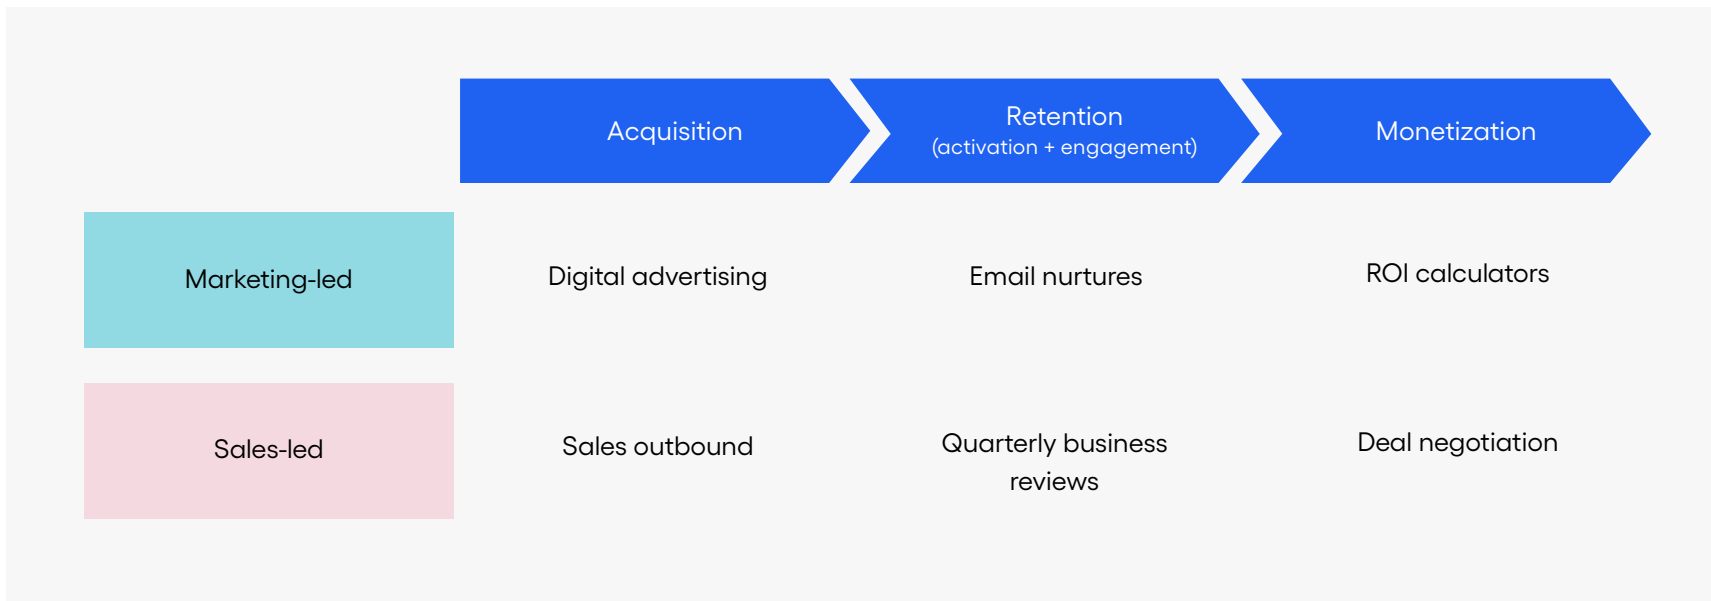 Acquisition
Retention
(activation + engagement)
Monetization
Marketing-led
Digital advertising
Email nurtures
ROI calculators
Sales-led
Sales outbound
Quarterly business
reviews
Deal negotiation